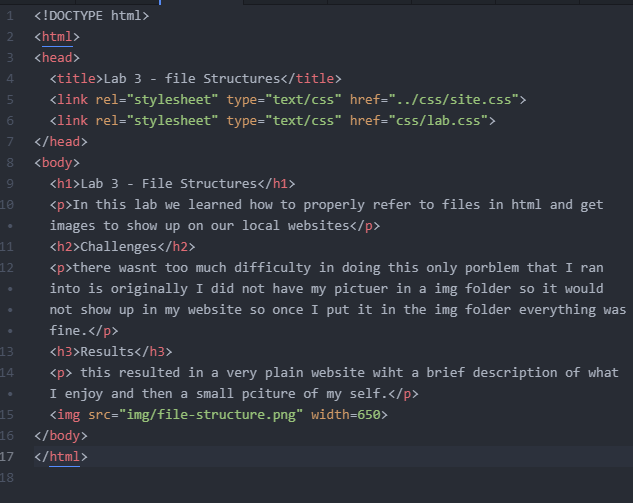 1 <!DOCTYPE html>
2 <html>
3 <head>
4 <title>Lab 3 - file Structures</title>
5 <link rel="stylesheet" type="text/css" href="../css/site.css">
6 <link rel="stylesheet" type="text/css" href="css/lab.css">
7 </head>
8 <body>
9 <h1>Lab 3 - File Structures</h1>
10 <p>In this lab we learned how to properly refer to files in html and get
• images to show up on our local websites</p>
11 <h2>Challenges</h2>
12 <p>there wasnt too much difficulty in doing this only porblem that I ran
• into is originally I did not have my pictuer in a img folder so it would
• not show up in my website so once I put it in the img folder everything was
• fine.</p>
13 <h3>Results</h3>
14 <p> this resulted in a very plain website wiht a brief description of what
• I enjoy and then a small pciture of my self.</p>
15 <img src="img/file-structure.png" width=650>
16 </body>
17 </html>
18